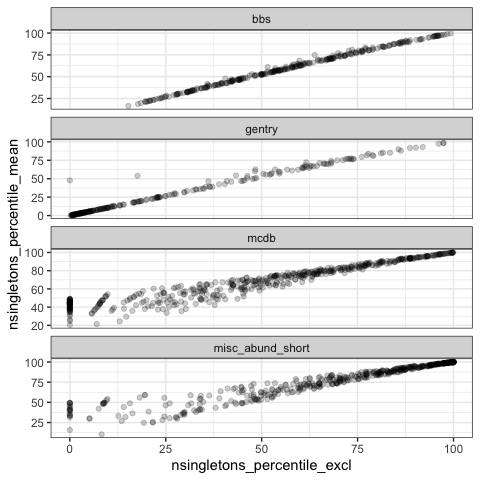 bbs
100
75
50
25
gentry
100
75
50
25
0
mcdb
100
80
60
40
20
misc_abund_short
100
75
50
25
0 25 50 75 100
nsingletons_percentile_excl
nsingletons_percentile_mean